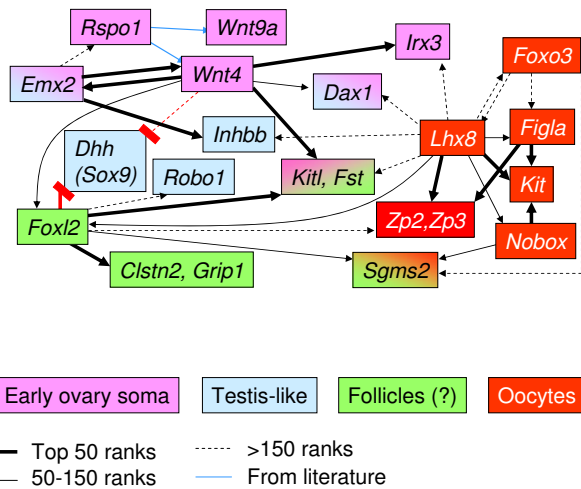 Rspo1
Wnt9a
Irx3
Foxo3
Emx2
Wnt4
Dax1
Dhh
(Sox9)
Inhbb
Lhx8
Figla
Robo1
Kitl, Fst
Kit
Foxl2
Zp2,Zp3
Nobox
Clstn2, Grip1
Sgms2
Early ovary soma
Testis-like
Follicles (?)
Oocytes
Top 50 ranks
>150 ranks
50-150 ranks
From literature